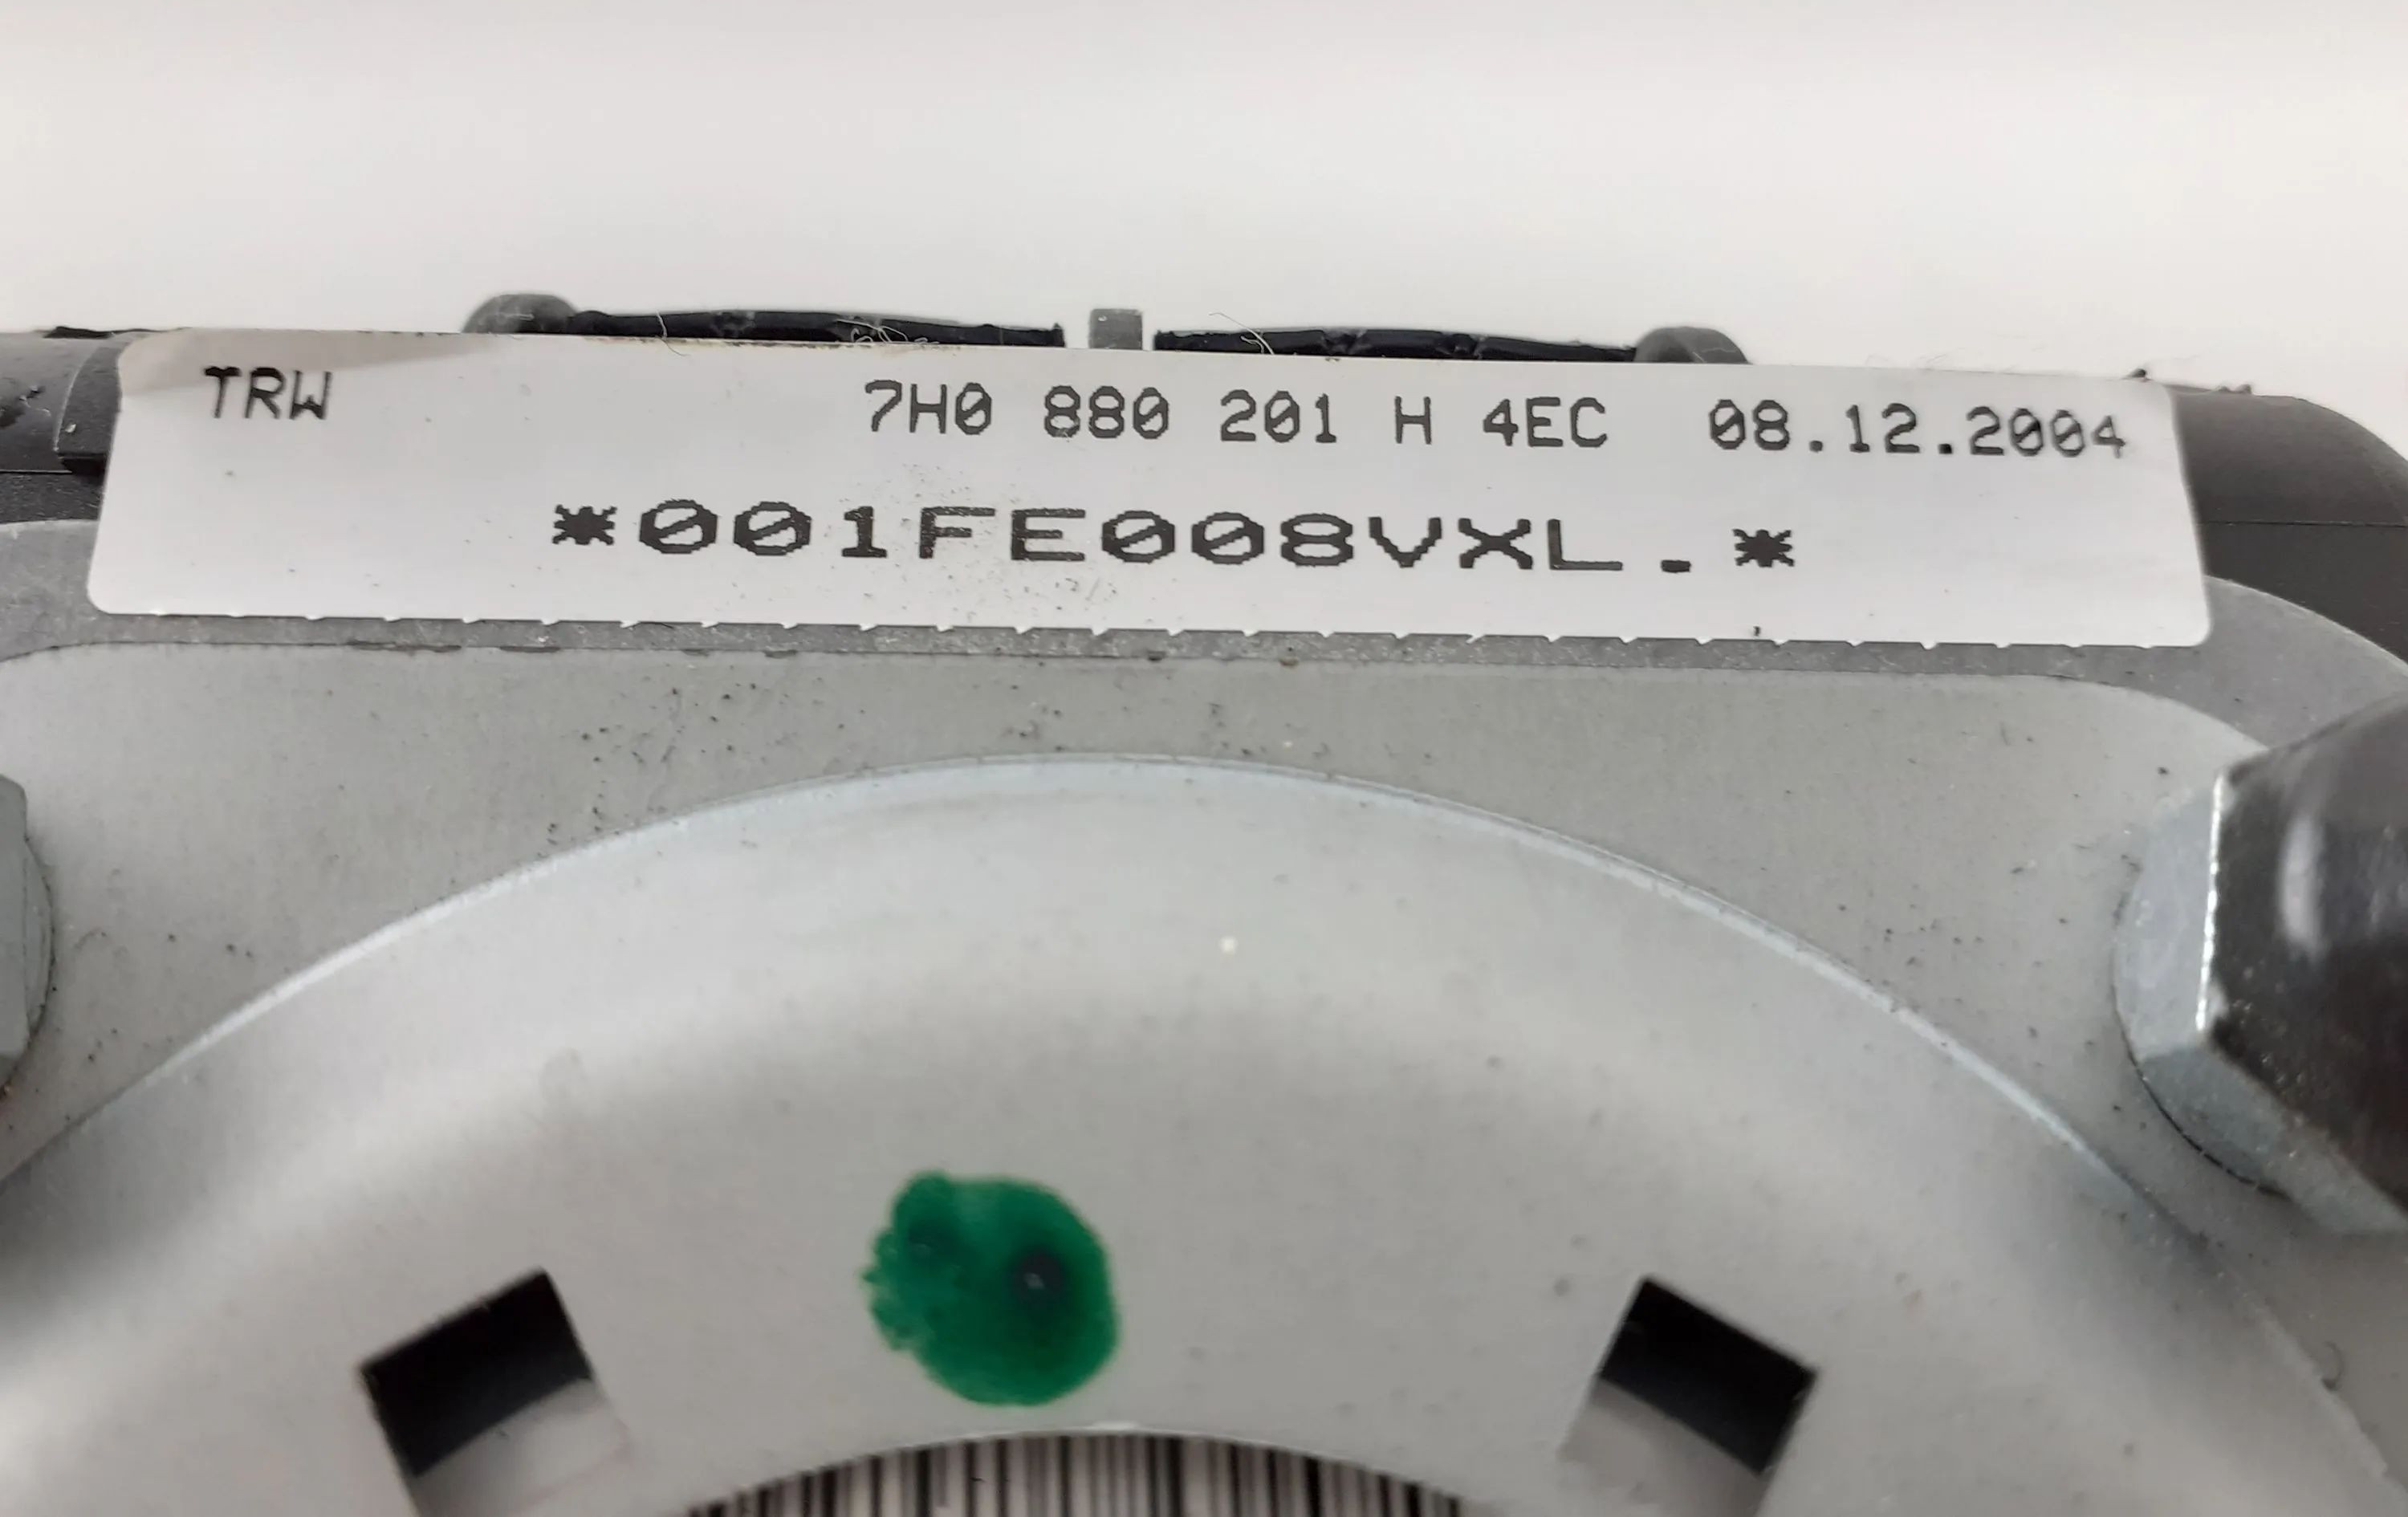 TRW 7H0 880 201 H 4EC 08.12.2004
*001FE008VXL.*